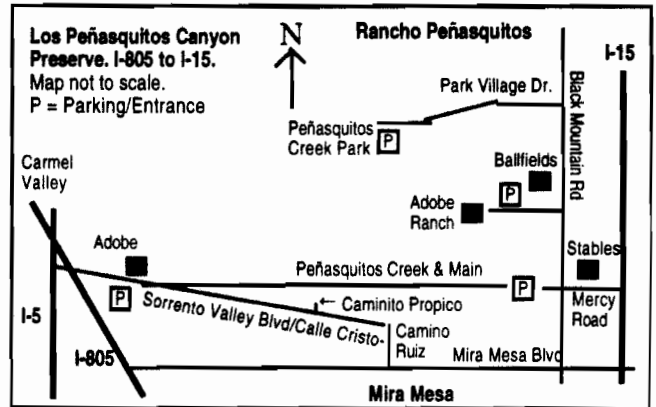 Los Peñasquitos Canyon
Preserve. I-805 to I-15.
Map not to scale.
P = Parking/Entrance
N
Rancho Peñasquitos
I-15
Park Village Dr.
Black Mountain Rd
Peñasquitos
Creek Park
P
Ballfields
P
Carmel
Valley
Adobe
Ranch
Adobe
Stables
Peñasquitos Creek & Main
P
P
Mercy
Road
← Caminito Propico
Sorrento Valley Blvd/Calle Cristo-
I-5
Camino
Ruiz
I-805
Mira Mesa Blvd
Mira Mesa